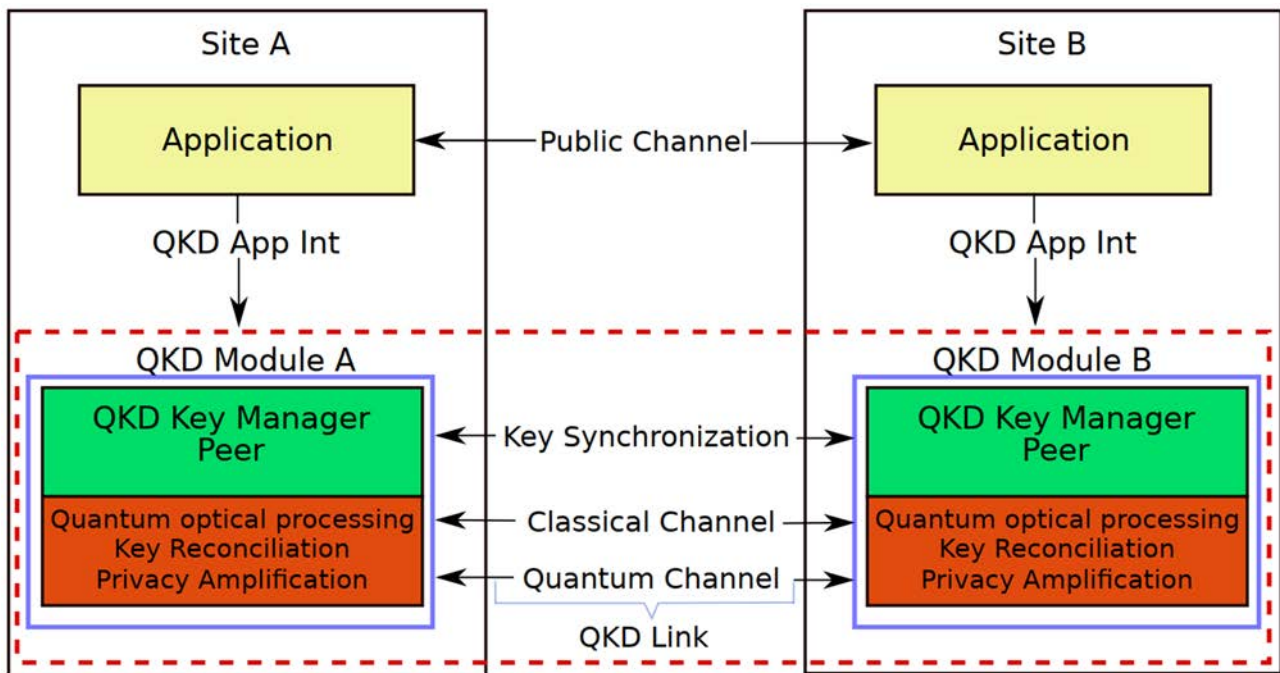 Site A
Site B
Application
Public Channel
Application
QKD App Int
QKD App Int
QKD Module A
QKD Module B
QKD Key Manager
Peer
Key Synchronization
QKD Key Manager
Peer
Quantum optical processing
Key Reconciliation
Privacy Amplification
Classical Channel
Quantum Channel
QKD Link
Quantum optical processing
Key Reconciliation
Privacy Amplification